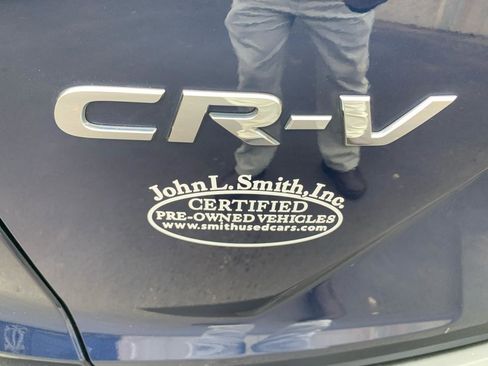 CR-V
John L. Smith, Inc.
CERTIFIED
PRE-OWNED VEHICLES
www.smithusedcars.com